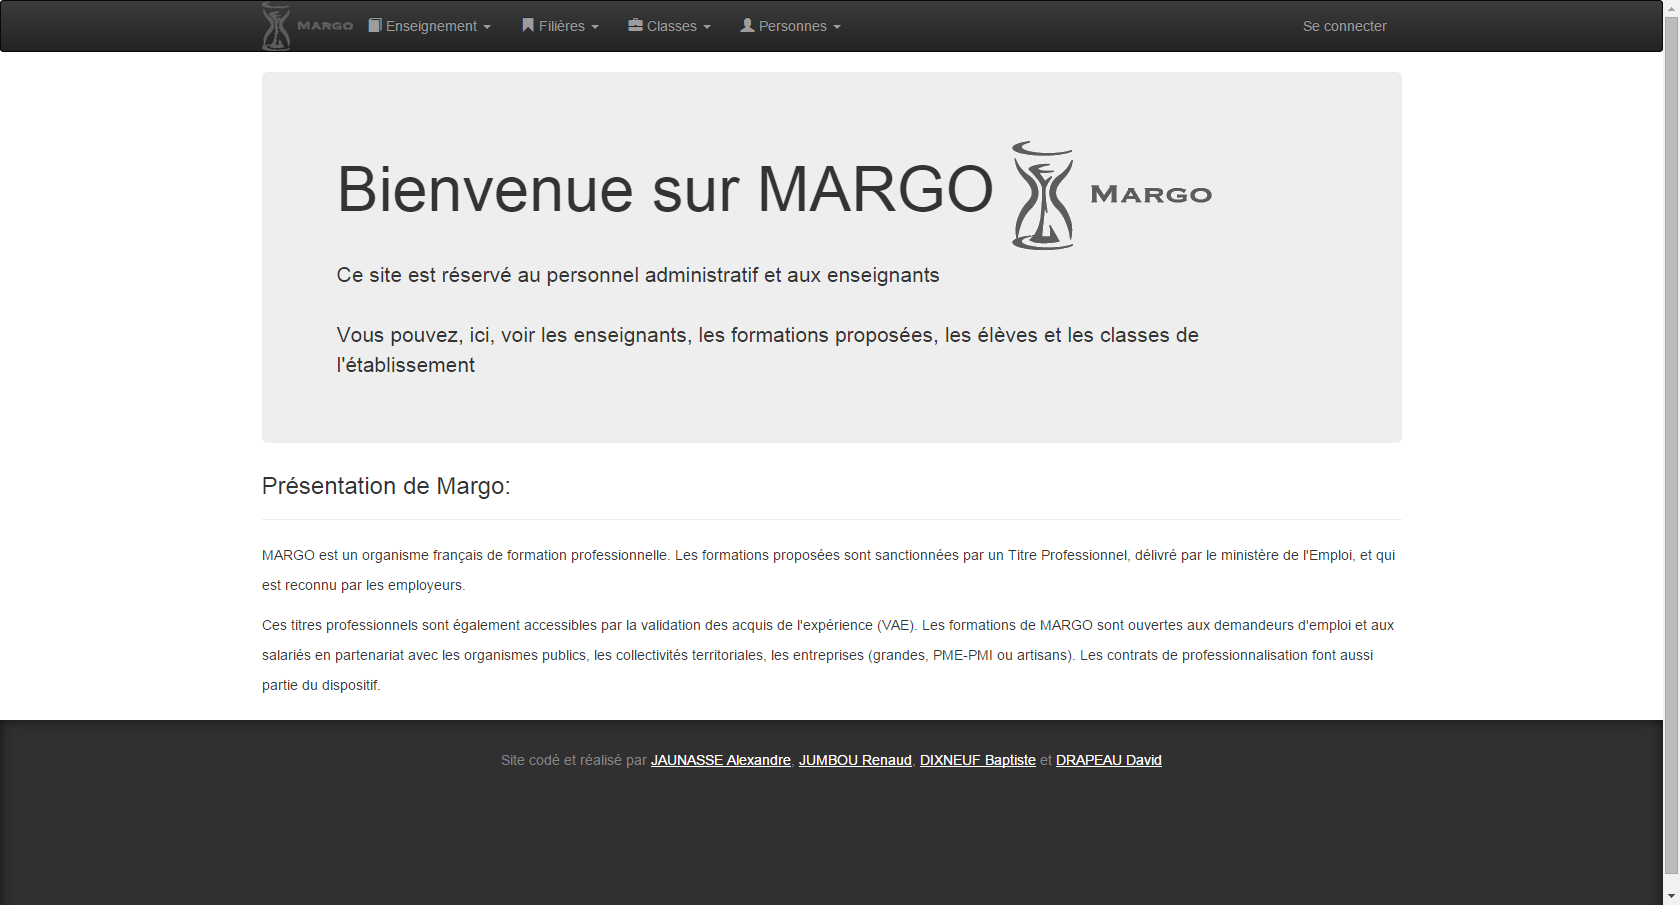 MARGO Enseignement Filières Classes Personnes Se connecter
Bienvenue sur MARGO MARGO
Ce site est réservé au personnel administratif et aux enseignants
Vous pouvez, ici, voir les enseignants, les formations proposées, les élèves et les classes de
l'établissement
Présentation de Margo:
MARGO est un organisme français de formation professionnelle. Les formations proposées sont sanctionnées par un Titre Professionnel, délivré par le ministère de l'Emploi, et qui
est reconnu par les employeurs.
Ces titres professionnels sont également accessibles par la validation des acquis de l'expérience (VAE). Les formations de MARGO sont ouvertes aux demandeurs d'emploi et aux
salariés en partenariat avec les organismes publics, les collectivités territoriales, les entreprises (grandes, PME-PMI ou artisans). Les contrats de professionnalisation font aussi
partie du dispositif.
Site codé et réalisé par JAUNASSE Alexandre, JUMBOU Renaud, DIXNEUF Baptiste et DRAPEAU David